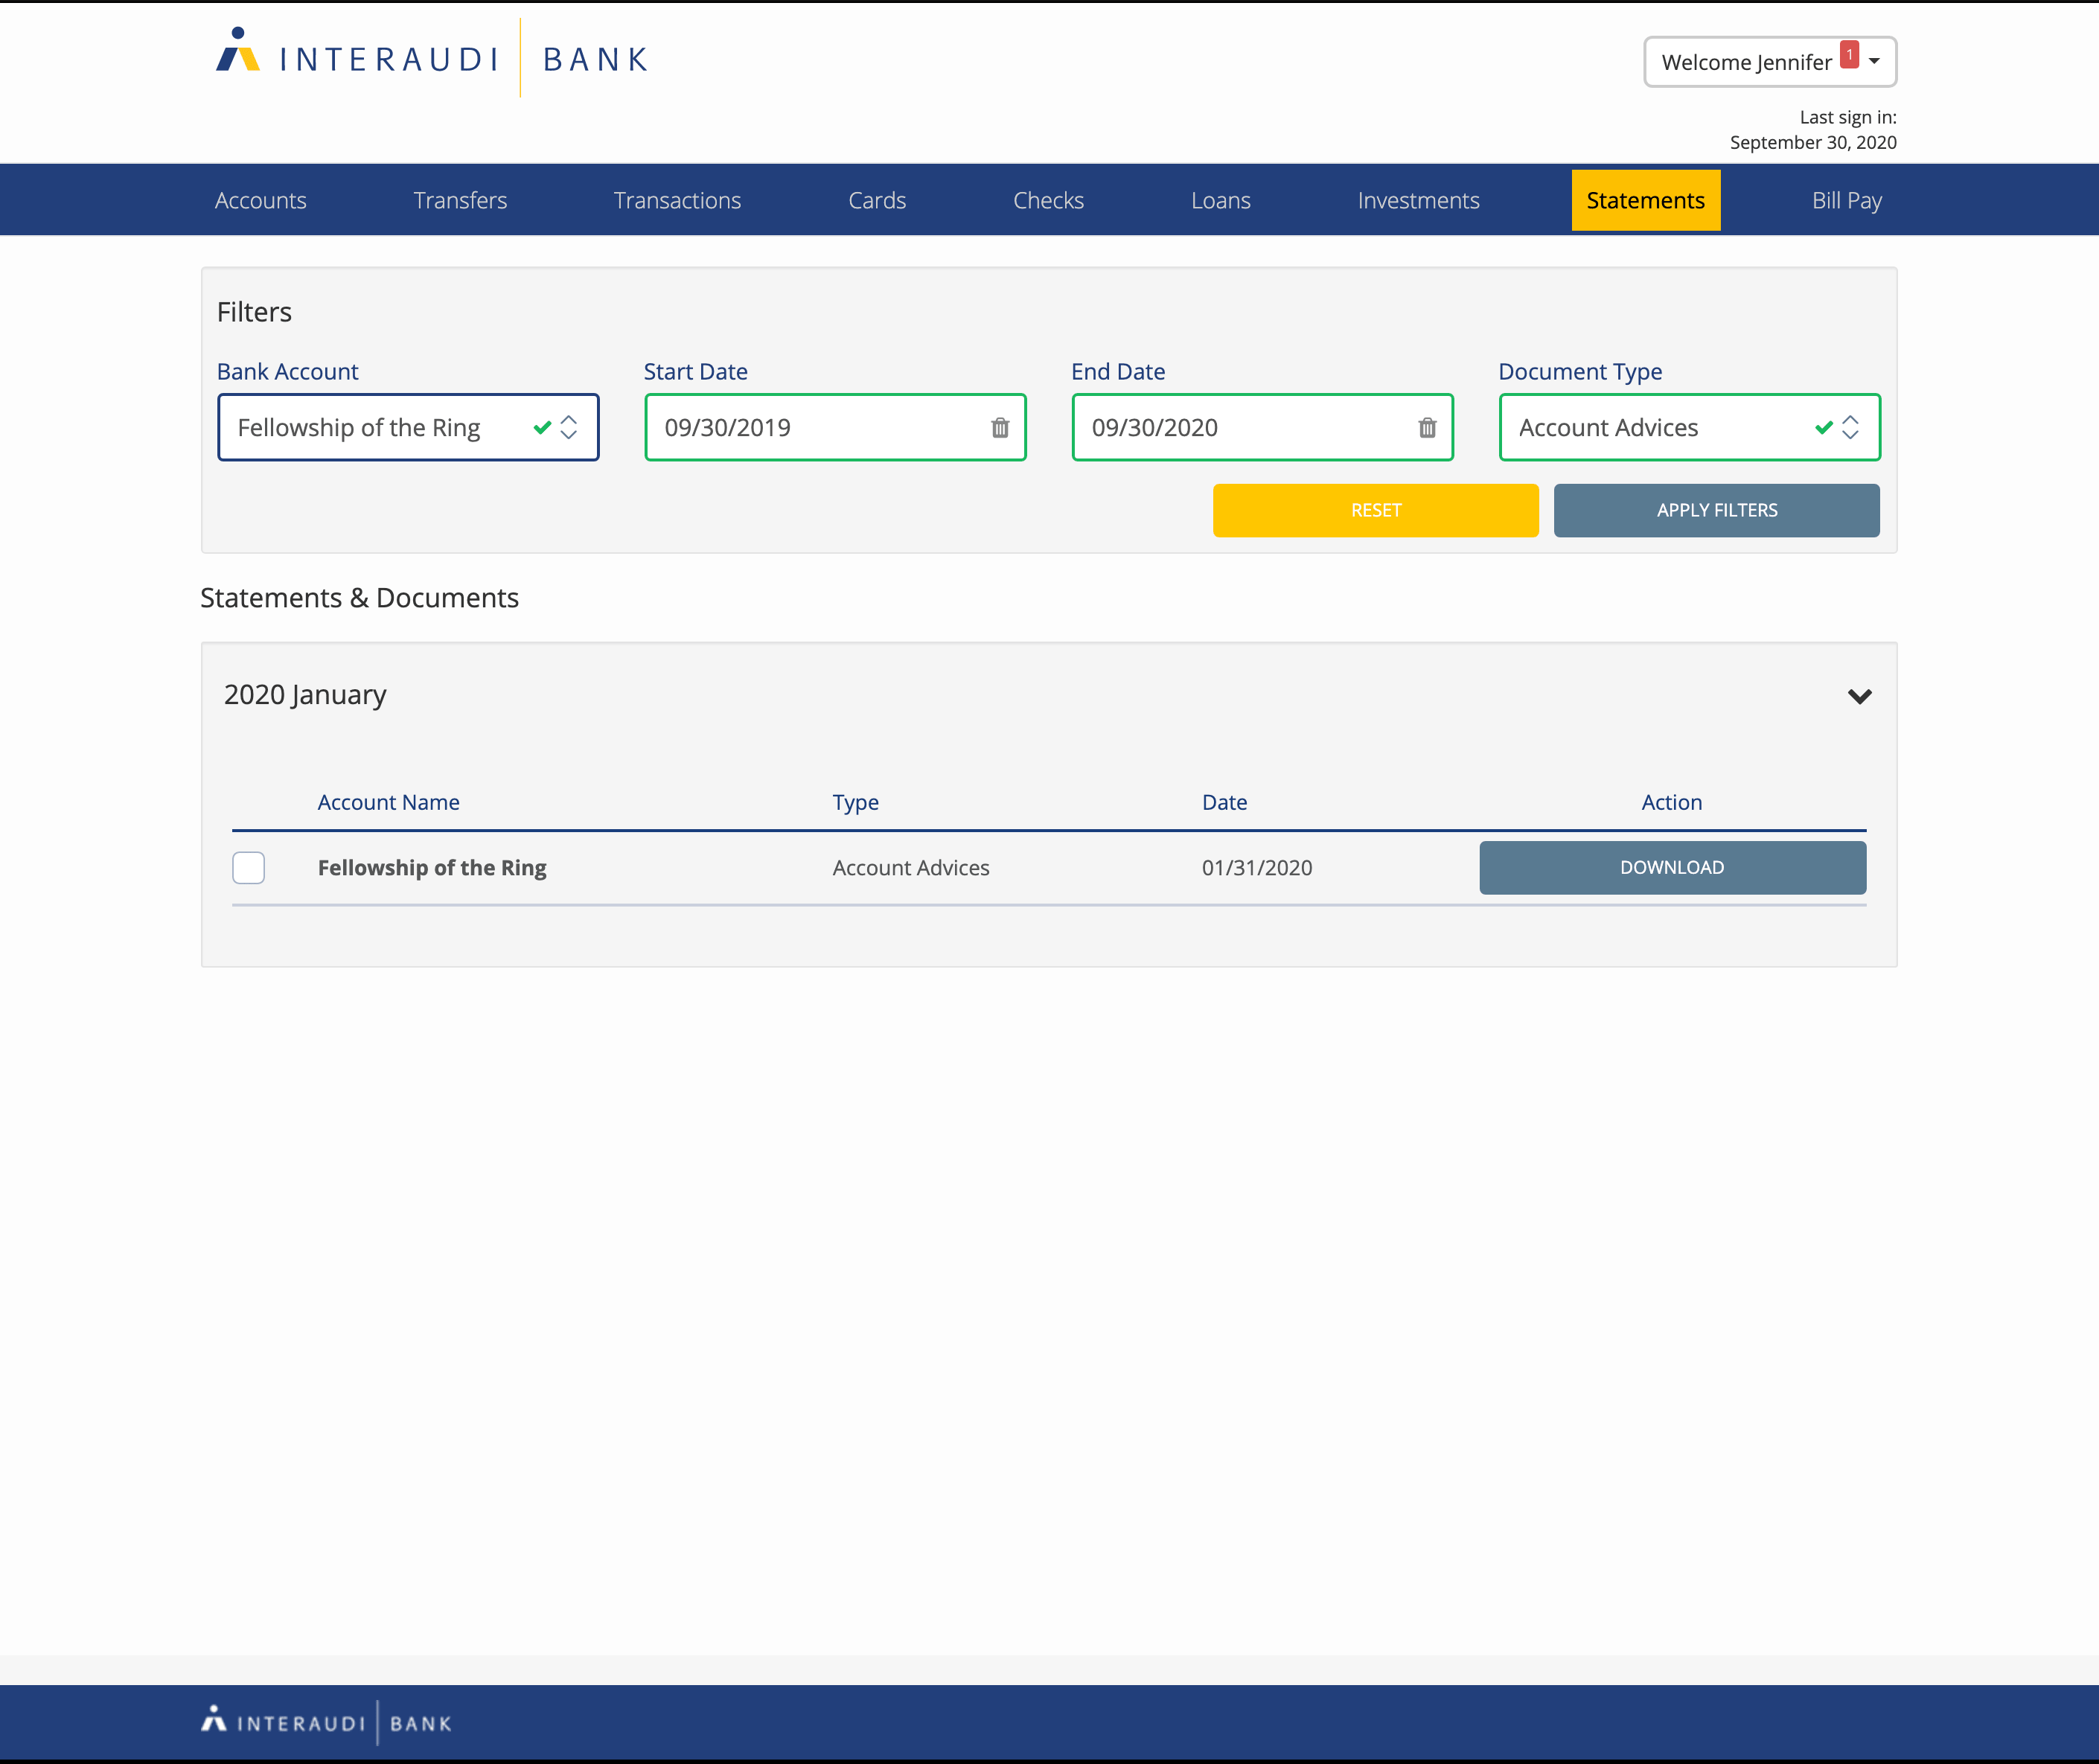 INTERAUDI BANK
Welcome Jennifer 1
Last sign in:
September 30, 2020
Accounts Transfers Transactions Cards Checks Loans Investments Statements Bill Pay
Filters
Bank Account Start Date End Date Document Type
Fellowship of the Ring 09/30/2019 09/30/2020 Account Advices
RESET APPLY FILTERS
Statements & Documents
2020 January
Account Name Type Date Action
Fellowship of the Ring Account Advices 01/31/2020 DOWNLOAD
INTERAUDI BANK